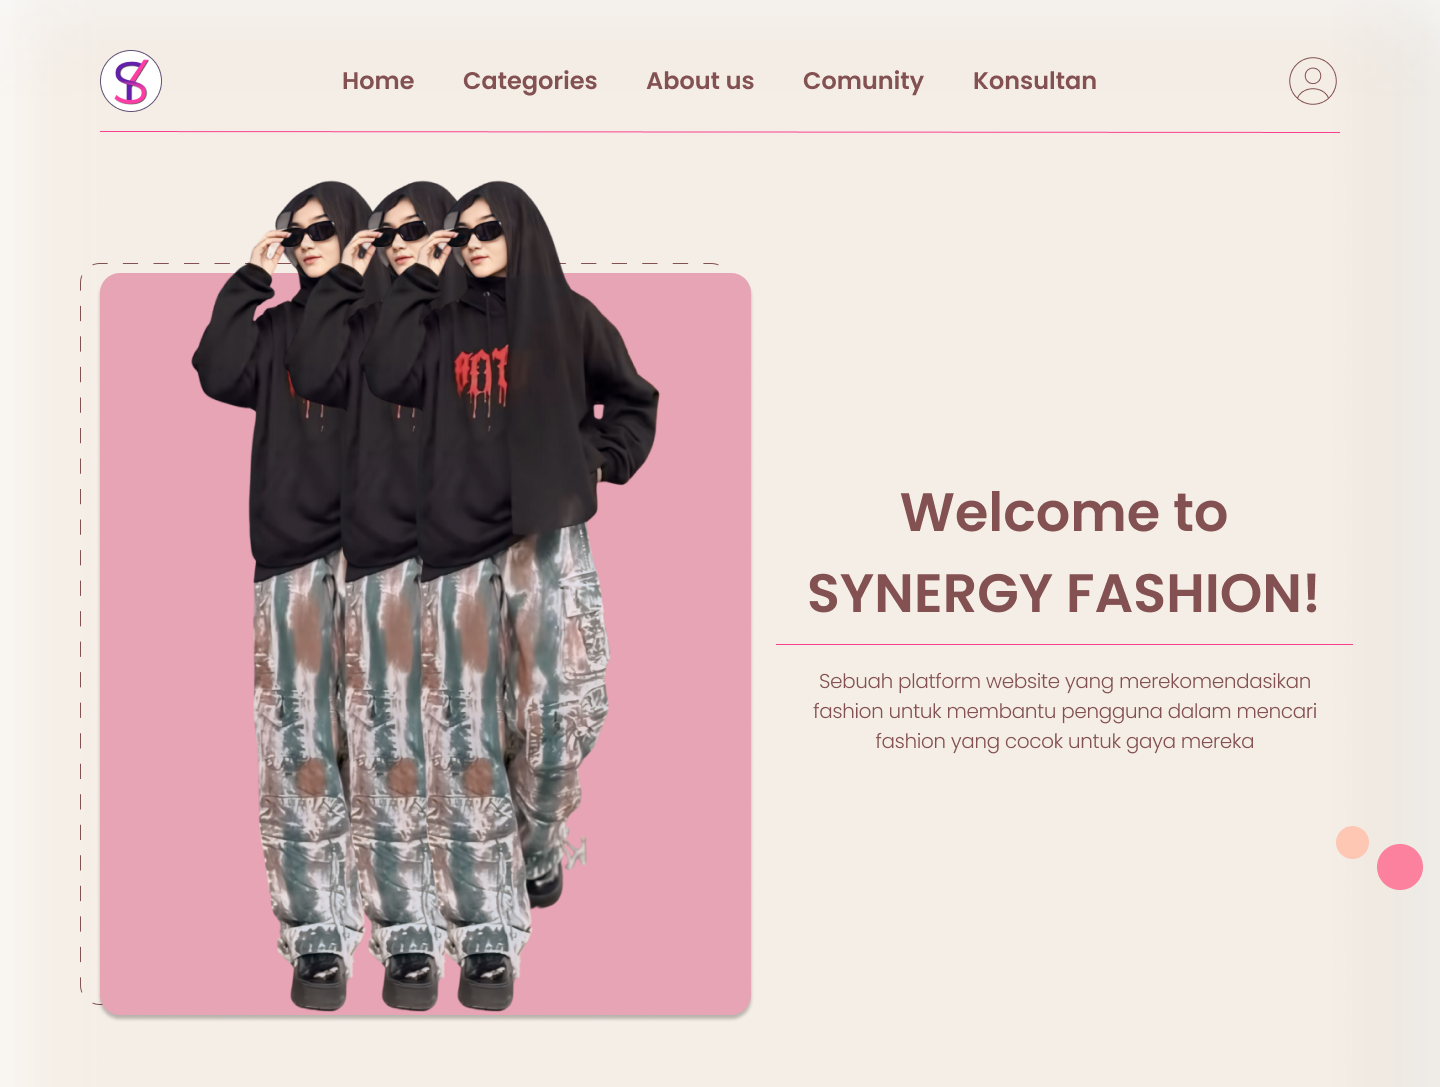 Home Categories About us Comunity Konsultan
Welcome to
SYNERGY FASHION!
Sebuah platform website yang merekomendasikan
fashion untuk membantu pengguna dalam mencari
fashion yang cocok untuk gaya mereka